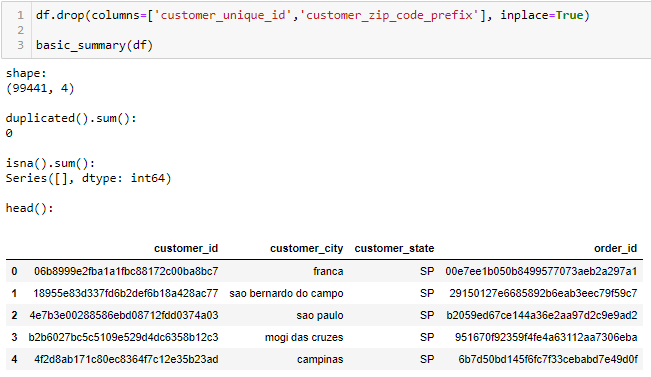 1 df.drop(columns=['customer_unique_id','customer_zip_code_prefix'], inplace=True)
2
3 basic_summary(df)
shape:
(99441, 4)
duplicated().sum():
0
isna().sum():
Series([], dtype: int64)
head():
customer_id customer_city customer_state order_id
0 06b8999e2fba1a1fbc88172c00ba8bc7 franca SP 00e7ee1b050b8499577073aeb2a297a1
1 18955e83d337fd6b2def6b18a428ac77 sao bernardo do campo SP 29150127e6685892b6eab3eec79f59c7
2 4e7b3e00288586ebd08712fdd0374a03 sao paulo SP b2059ed67ce144a36e2aa97d2c9e9ad2
3 b2b6027bc5c5109e529d4dc6358b12c3 mogi das cruzes SP 951670f92359f4fe4a63112aa7306eba
4 4f2d8ab171c80ec8364f7c12e35b23ad campinas SP 6b7d50bd145f6fc7f33cebabd7e49d0f